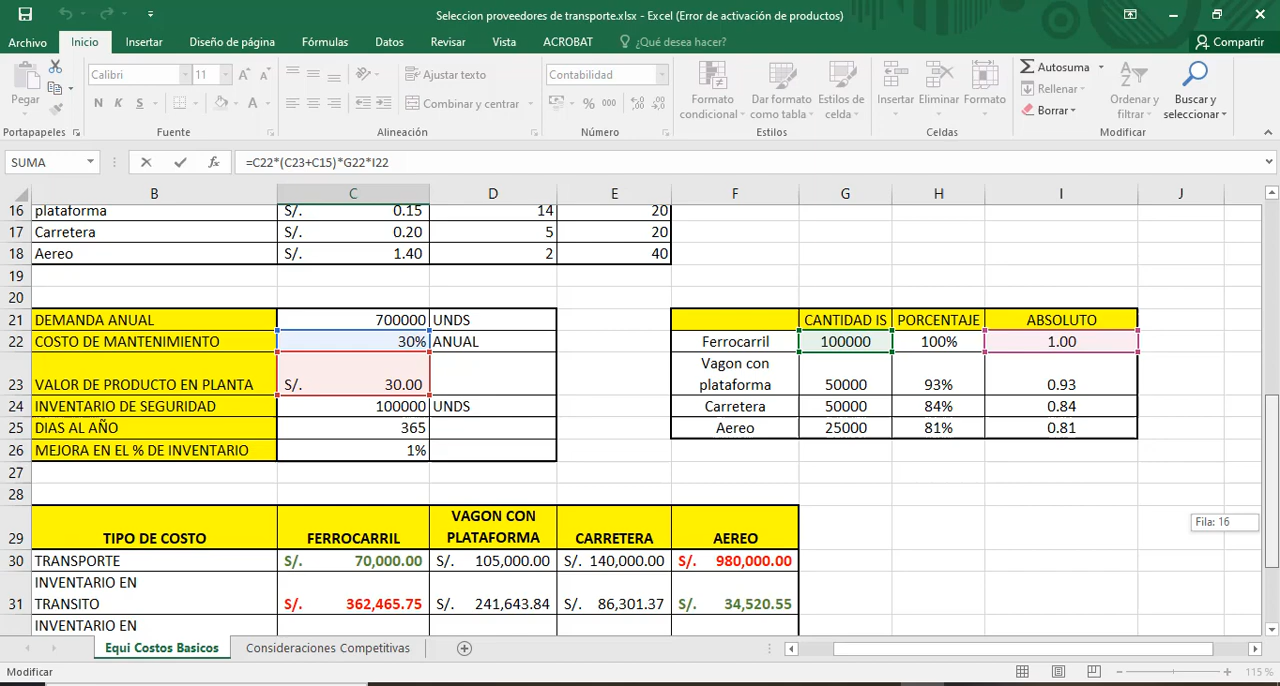 Seleccion proveedores de transporte.xlsx - Excel (Error de activación de productos)
Archivo Inicio Insertar Diseño de página Fórmulas Datos Revisar Vista ACROBAT ¿Qué desea hacer? Compartir
Pegar
Calibri 11
Ajustar texto
Combinar y centrar
Contabilidad
Formato condicional
Dar formato como tabla
Estilos de celda
Insertar Eliminar Formato
Autosuma
Rellenar
Borrar
Ordenar y filtrar
Buscar y seleccionar
Portapapeles Fuente Alineación Número Estilos Celdas Modificar
SUMA fx =C22*(C23+C15)*G22*I22
B C D E F G H I J
16 plataforma S/. 0.15 14 20
17 Carretera S/. 0.20 5 20
18 Aereo S/. 1.40 2 40
19
20
21 DEMANDA ANUAL 700000 UNDS CANTIDAD IS PORCENTAJE ABSOLUTO
22 COSTO DE MANTENIMIENTO 30% ANUAL Ferrocarril 100000 100% 1.00
23 VALOR DE PRODUCTO EN PLANTA S/. 30.00 Vagon con plataforma 50000 93% 0.93
24 INVENTARIO DE SEGURIDAD 100000 UNDS Carretera 50000 84% 0.84
25 DIAS AL AÑO 365 Aereo 25000 81% 0.81
26 MEJORA EN EL % DE INVENTARIO 1%
27
28
29 TIPO DE COSTO FERROCARRIL VAGON CON PLATAFORMA CARRETERA AEREO
Fila: 16
30 TRANSPORTE S/. 70,000.00 S/. 105,000.00 S/. 140,000.00 S/. 980,000.00
31 INVENTARIO EN TRANSITO S/. 362,465.75 S/. 241,643.84 S/. 86,301.37 S/. 34,520.55
INVENTARIO EN
Equi Costos Basicos Consideraciones Competitivas
Modificar 115 %